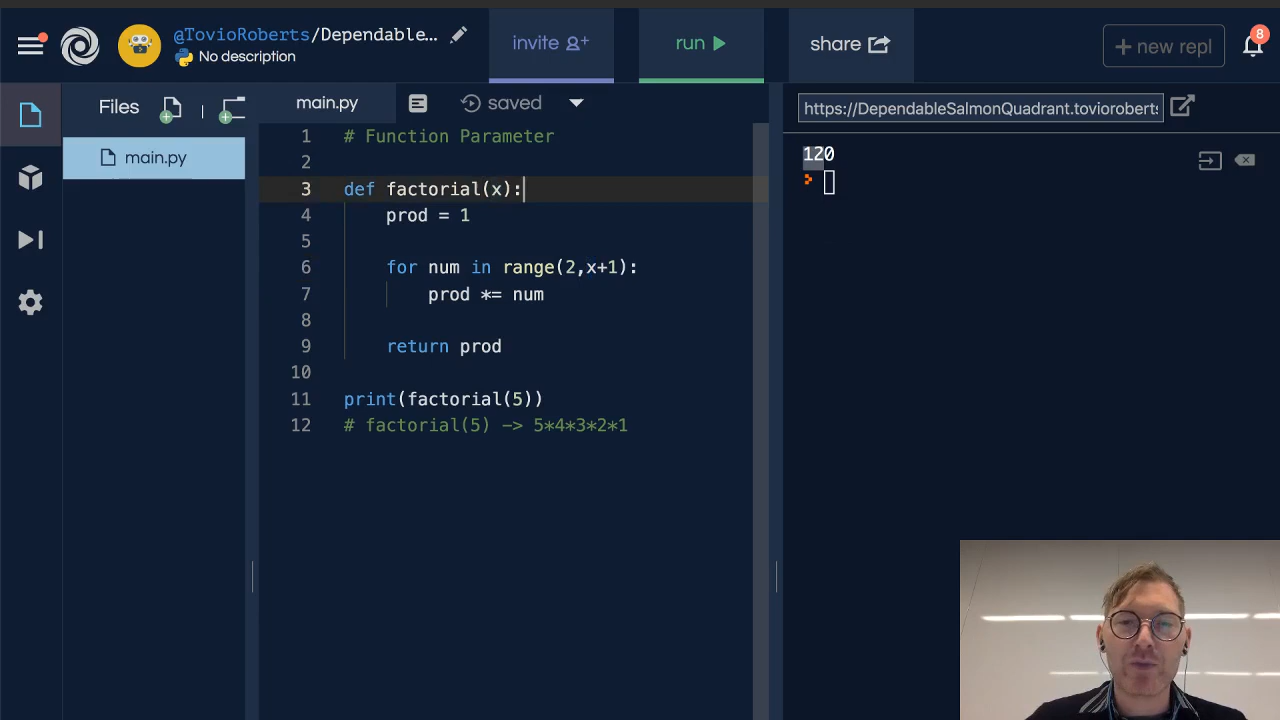 @TovioRoberts/Dependable...
No description
invite
run
share
+ new repl
8
Files
main.py
saved
https://DependableSalmonQuadrant.tovioroberts
main.py
1 # Function Parameter
2
3 def factorial(x):
4 prod = 1
5
6 for num in range(2,x+1):
7 prod *= num
8
9 return prod
10
11 print(factorial(5))
12 # factorial(5) -> 5*4*3*2*1
120
>